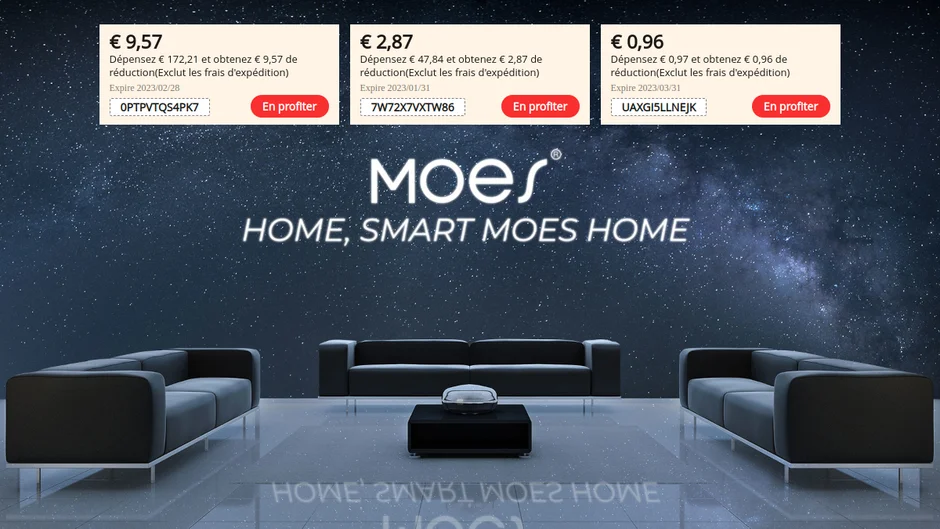 € 9,57
Dépensez € 172,21 et obtenez € 9,57 de
réduction(Exclut les frais d'expédition)
Expire 2023/02/28
0PTPVTQS4PK7
En profiter
€ 2,87
Dépensez € 47,84 et obtenez € 2,87 de
réduction(Exclut les frais d'expédition)
Expire 2023/01/31
7W72X7VXTW86
En profiter
€ 0,96
Dépensez € 0,97 et obtenez € 0,96 de
réduction(Exclut les frais d'expédition)
Expire 2023/03/31
UAXGI5LLNEJK
En profiter
MOES®
HOME, SMART MOES HOME
HOME, SMART MOES HOME
MOES